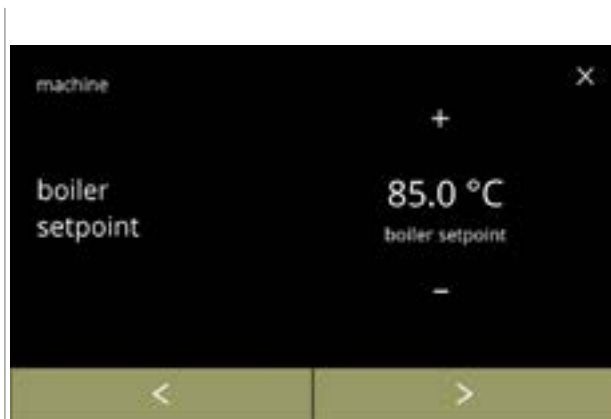 machine
X
+
boiler
setpoint
85.0 °C
boiler setpoint
-
< >